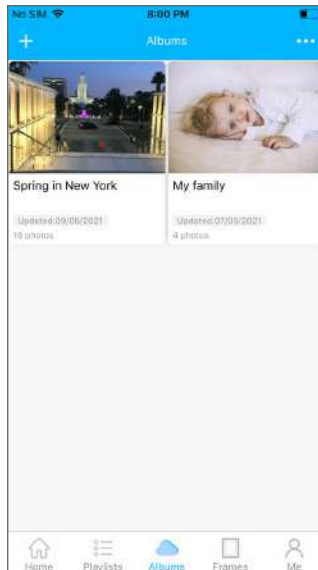 No SIM 8:00 PM
Albums
Spring in New York
My family
Updated:09/06/2021
Updated:07/05/2021
19 photos
4 photos
Home Playlists Albums Frames Me